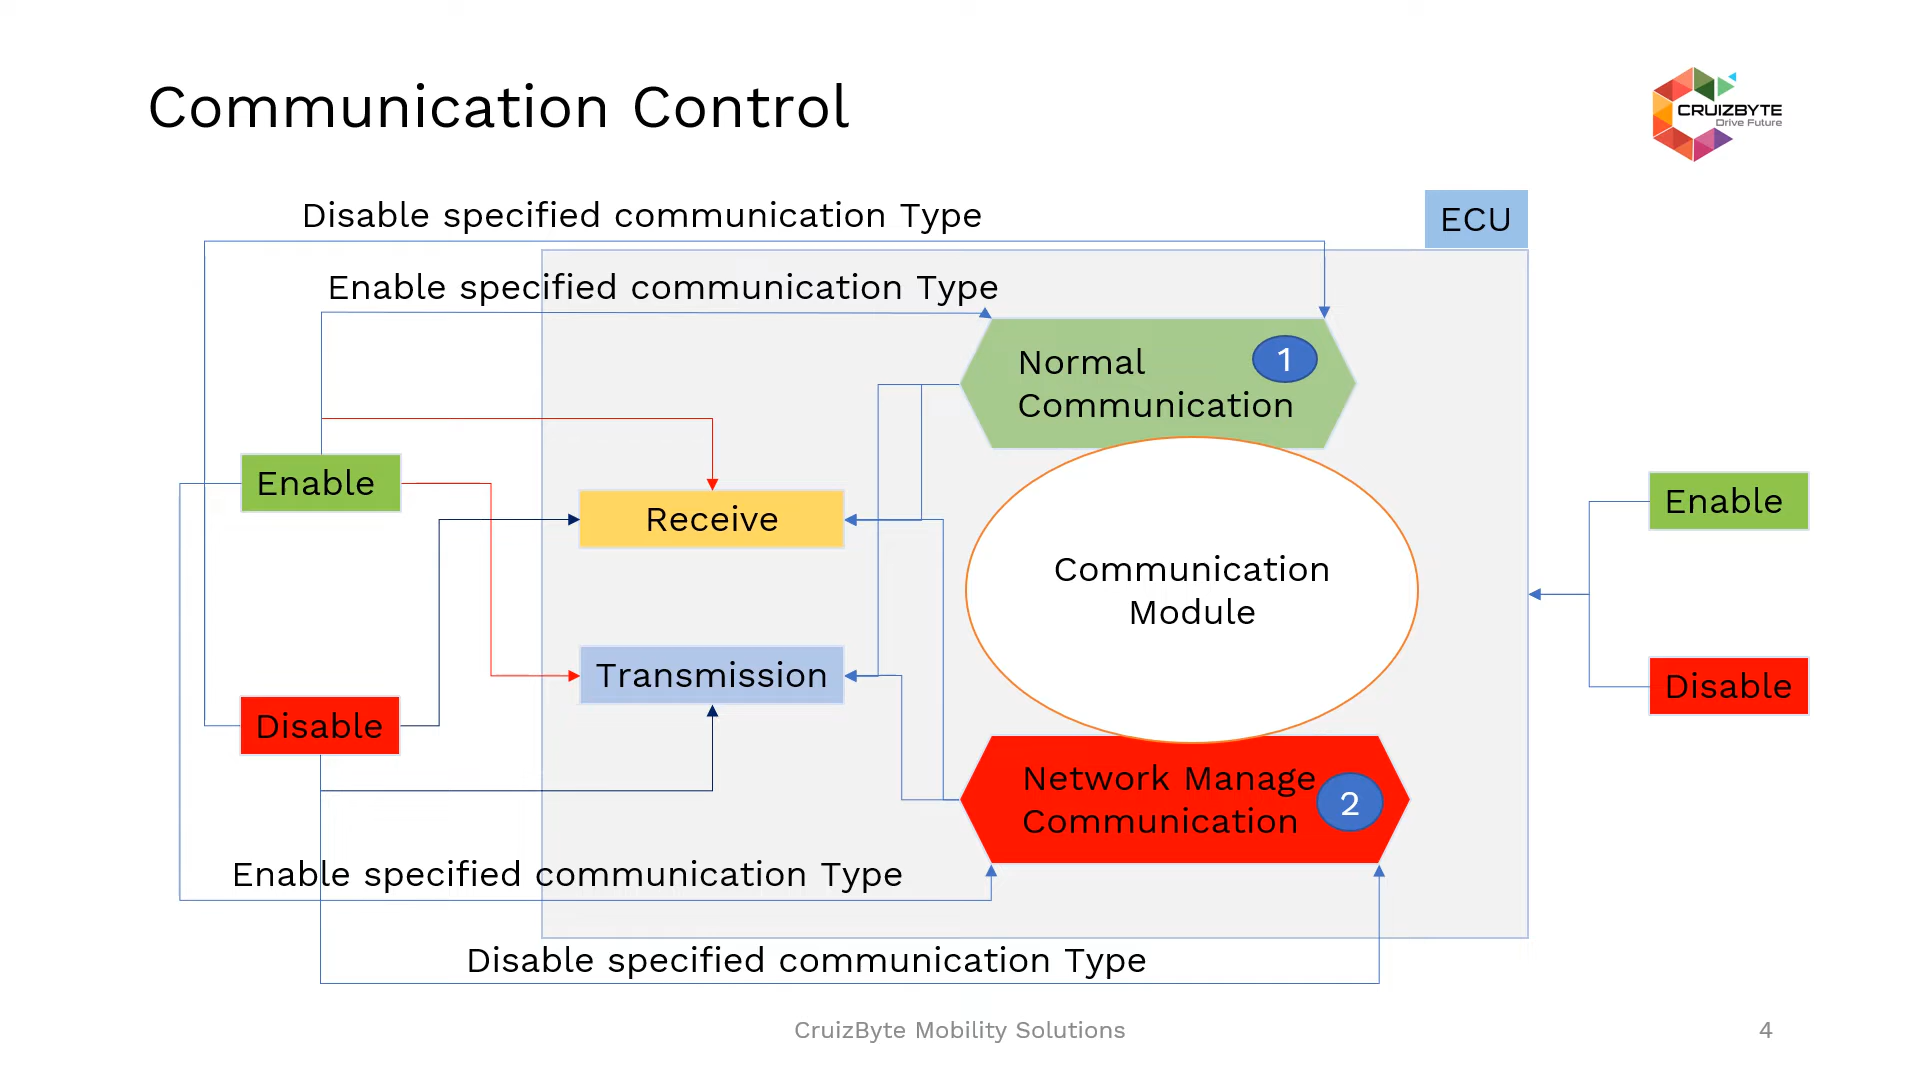 Communication Control
CRUIZBYTE
Drive Future
Disable specified communication Type
ECU
Enable specified communication Type
Normal
Communication
1
Enable
Receive
Enable
Communication
Module
Transmission
Disable
Disable
Network Manage
Communication
2
Enable specified communication Type
Disable specified communication Type
CruizByte Mobility Solutions
4